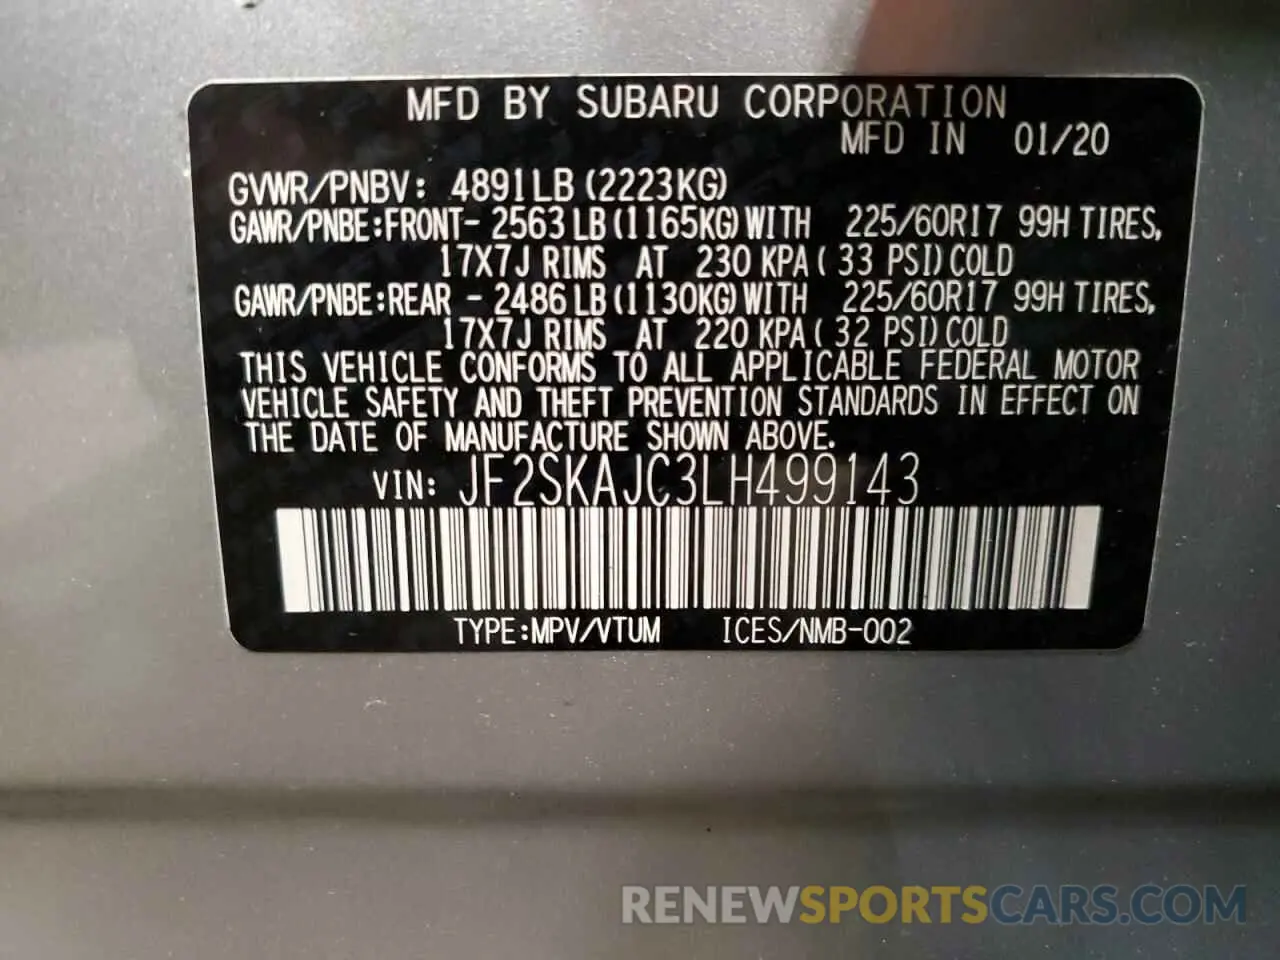 MFD BY SUBARU CORPORATION
MFD IN 01/20
GVWR/PNBV: 4891LB (2223KG)
GAWR/PNBE:FRONT- 2563 LB (1165KG) WITH 225/60R17 99H TIRES,
17X7J RIMS AT 230 KPA ( 33 PSI) COLD
GAWR/PNBE:REAR - 2486 LB (1130KG) WITH 225/60R17 99H TIRES,
17X7J RIMS AT 220 KPA ( 32 PSI) COLD
THIS VEHICLE CONFORMS TO ALL APPLICABLE FEDERAL MOTOR
VEHICLE SAFETY AND THEFT PREVENTION STANDARDS IN EFFECT ON
THE DATE OF MANUFACTURE SHOWN ABOVE.
VIN: JF2SKAJC3LH499143
TYPE:MPV/VTUM ICES/NMB-002
RENEWSPORTSCARS.COM